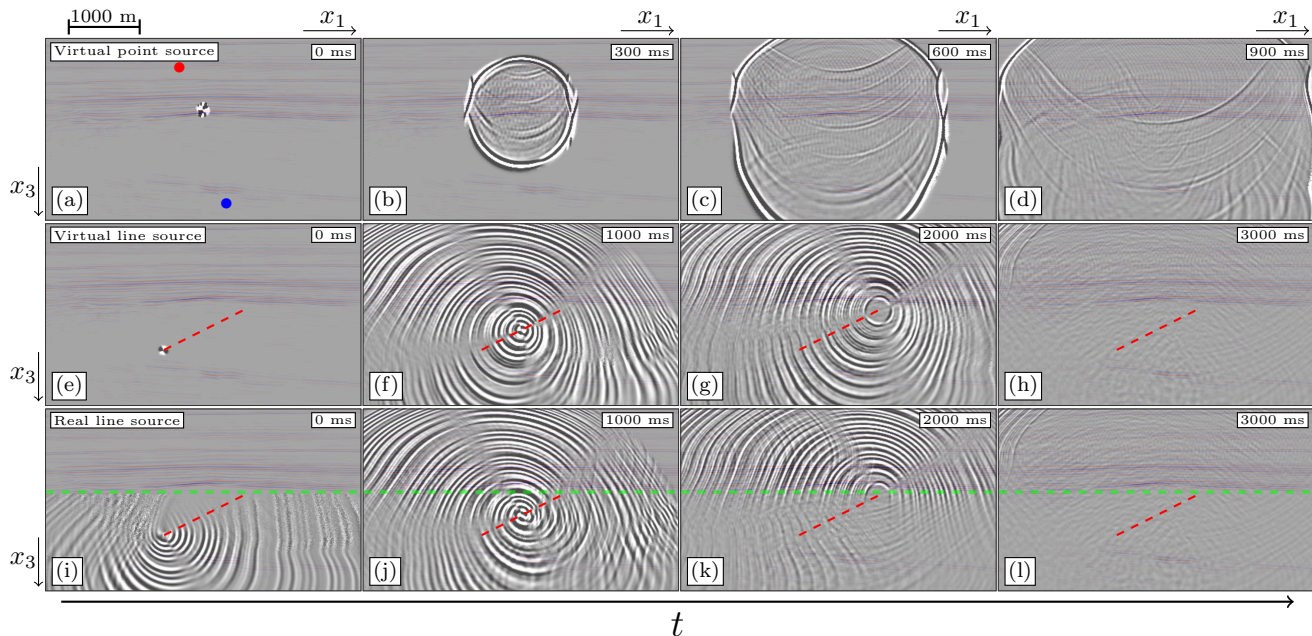 1000 m x₁ x₁ x₁
Virtual point source 0 ms 300 ms 600 ms 900 ms
x₃ (a) (b) (c) (d)
Virtual line source 0 ms 1000 ms 2000 ms 3000 ms
x₃ (e) (f) (g) (h)
Real line source 0 ms 1000 ms 2000 ms 3000 ms
x₃ (i) (j) (k) (l)
t